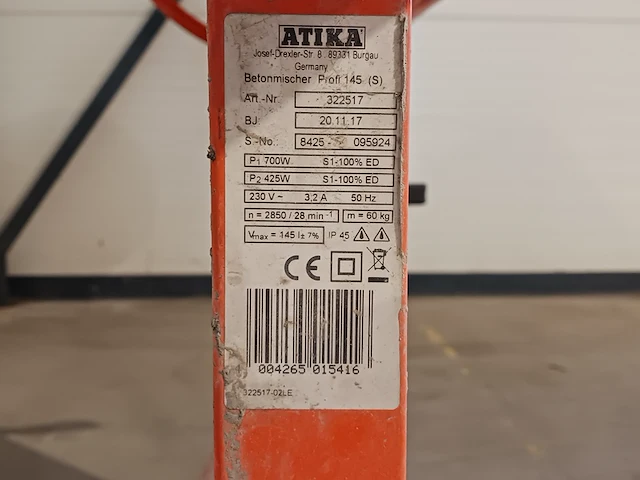 ATIKA
Josef-Drexler-Str 8 89331 Burgau
Germany
Betonmischer Profi 145 (S)
Art.-Nr. 322517
BJ: 20.11.17
S.-No.: 8425 - - 095924
P1 700W S1-100% ED
P2 425W S1-100% ED
230 V ~ 3,2 A 50 Hz
n = 2850 / 28 min -1 m = 60 kg
Vmax = 145 l± 7% IP 45
CE
004265 015416
322517-02LE